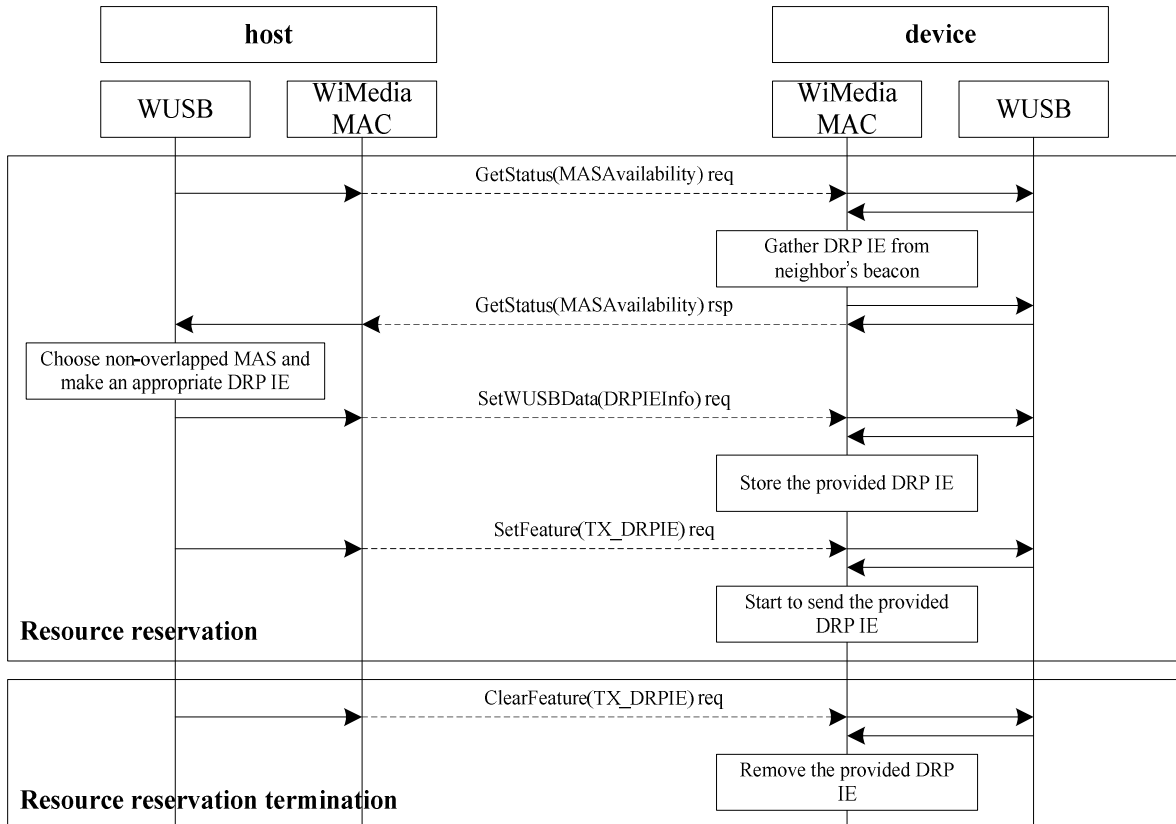 host
device
WUSB
WiMedia
MAC
WiMedia
MAC
WUSB
GetStatus(MASAvailability) req
Gather DRP IE from
neighbor's beacon
GetStatus(MASAvailability) rsp
Choose non-overlapped MAS and
make an appropriate DRP IE
SetWUSBData(DRPIEInfo) req
Store the provided DRP IE
SetFeature(TX_DRPIE) req
Start to send the provided
DRP IE
Resource reservation
ClearFeature(TX_DRPIE) req
Remove the provided DRP
IE
Resource reservation termination